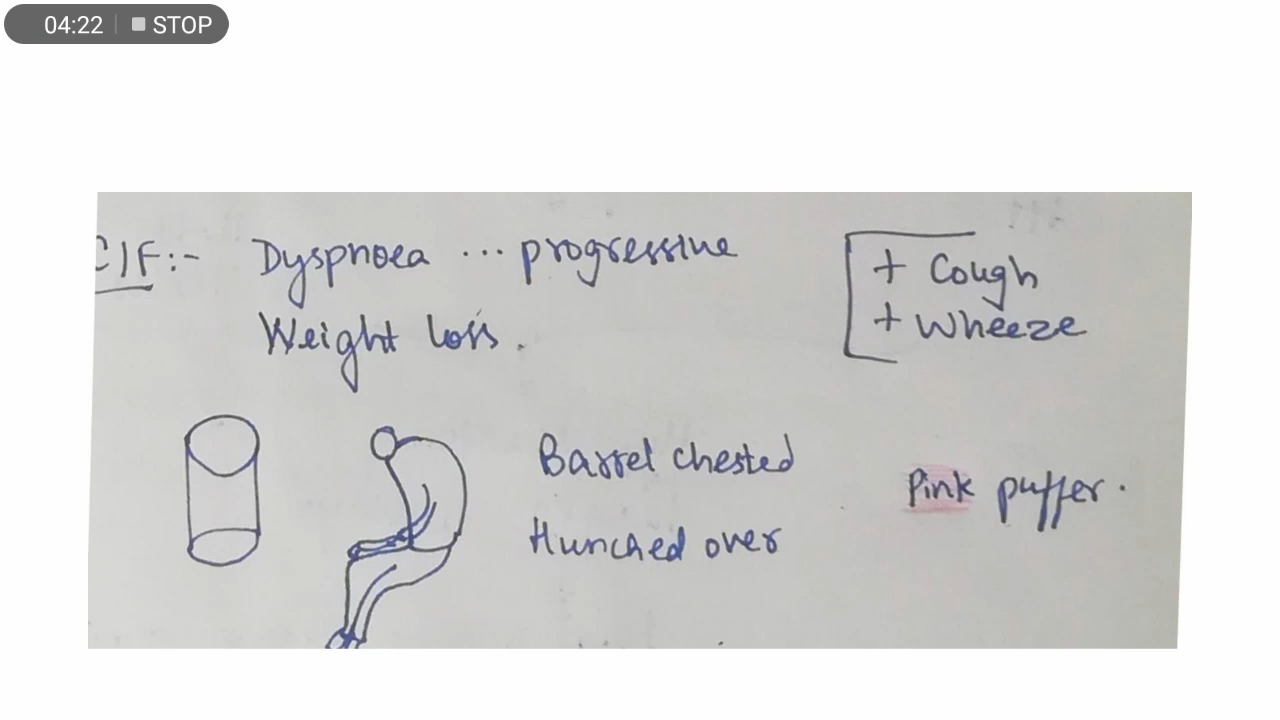 04:22 STOP
C/F:- Dyspnoea ... progressive
Weight loss.
+ Cough
+ Wheeze
Barrel chested
Hunched over
Pink puffer.